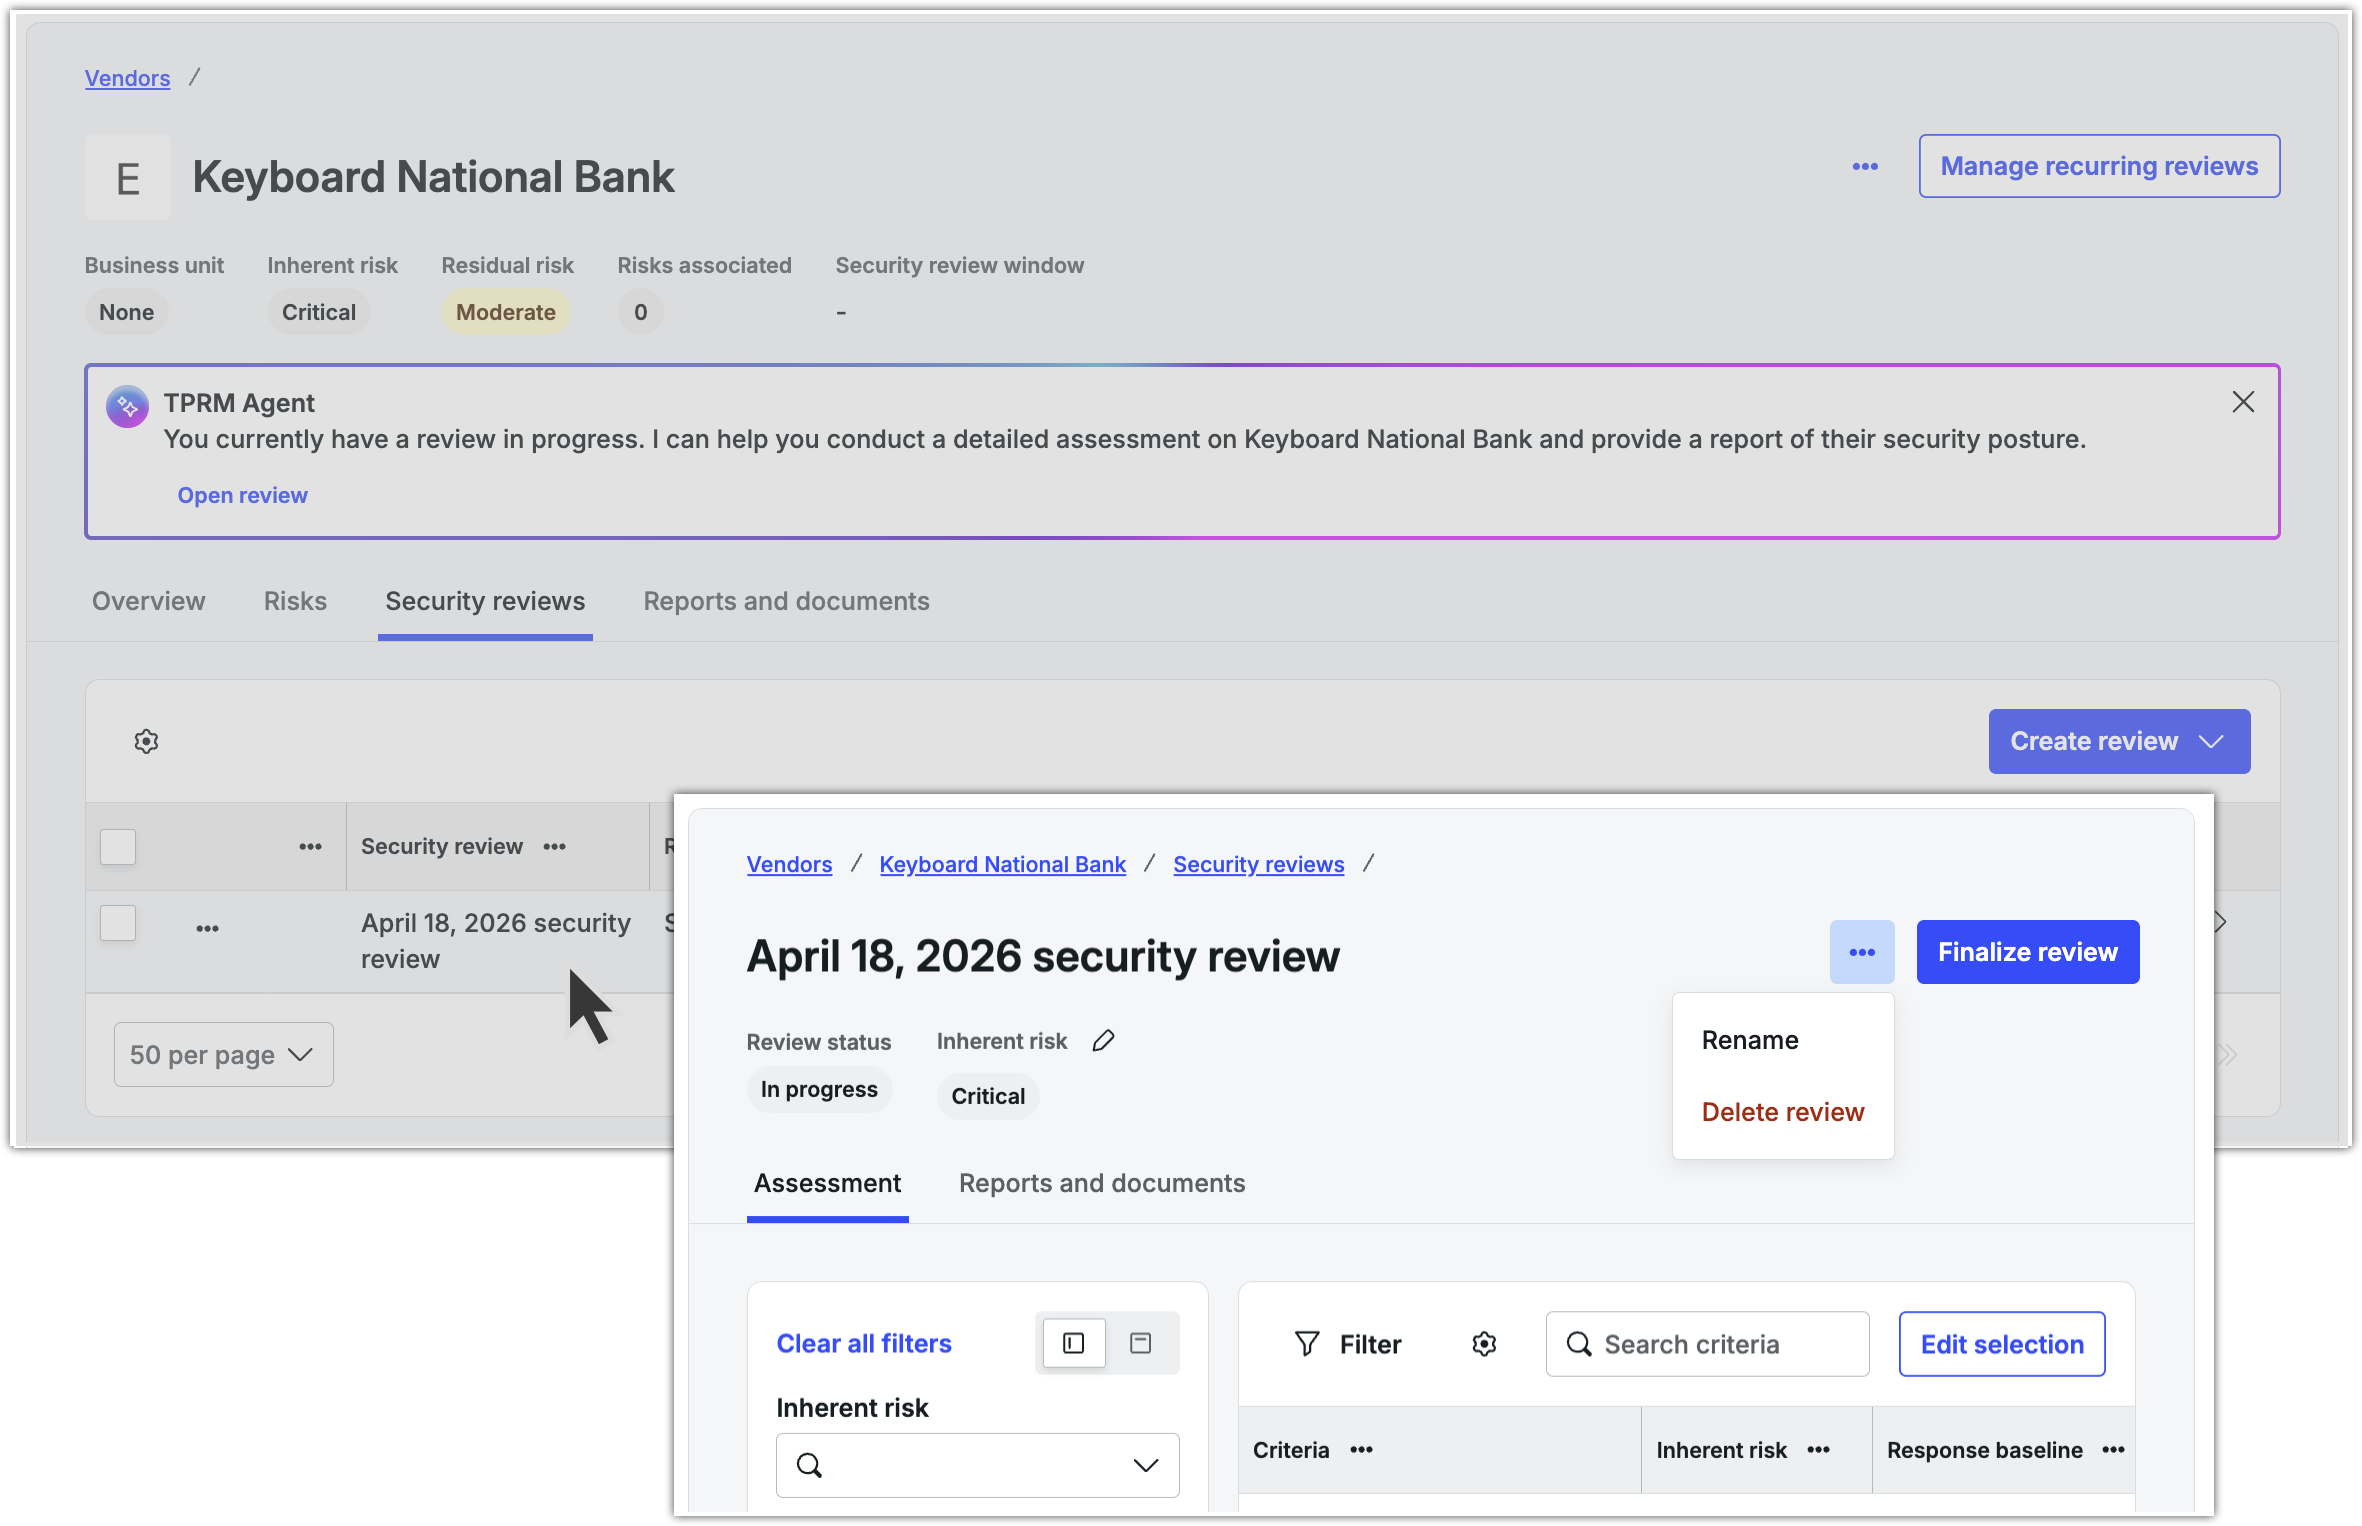 Vendors /
E Keyboard National Bank ••• Manage recurring reviews
Business unit Inherent risk Residual risk Risks associated Security review window
None Critical Moderate 0 -
TPRM Agent
You currently have a review in progress. I can help you conduct a detailed assessment on Keyboard National Bank and provide a report of their security posture.
Open review
Overview Risks Security reviews Reports and documents
Create review
••• Security review •••
••• April 18, 2026 security
review
50 per page
Vendors / Keyboard National Bank / Security reviews /
April 18, 2026 security review ••• Finalize review
Rename
Delete review
Review status Inherent risk
In progress Critical
Assessment Reports and documents
Clear all filters
Inherent risk
Filter Search criteria Edit selection
Criteria ••• Inherent risk ••• Response baseline •••